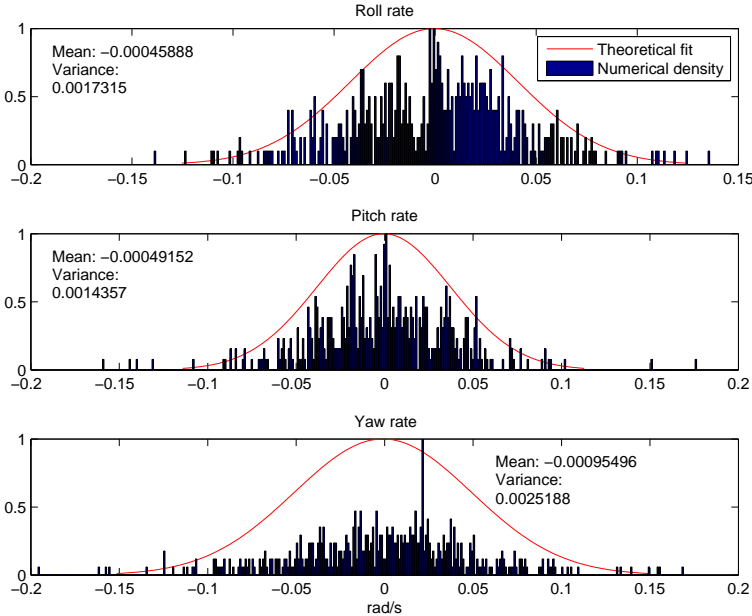 Roll rate
1
0.5
0
Mean: −0.00045888
Variance:
0.0017315
Theoretical fit
Numerical density
−0.2 −0.15 −0.1 −0.05 0 0.05 0.1 0.15
Pitch rate
1
0.5
0
Mean: −0.00049152
Variance:
0.0014357
−0.2 −0.15 −0.1 −0.05 0 0.05 0.1 0.15 0.2
Yaw rate
1
0.5
0
Mean: −0.00095496
Variance:
0.0025188
−0.2 −0.15 −0.1 −0.05 0 0.05 0.1 0.15 0.2
rad/s